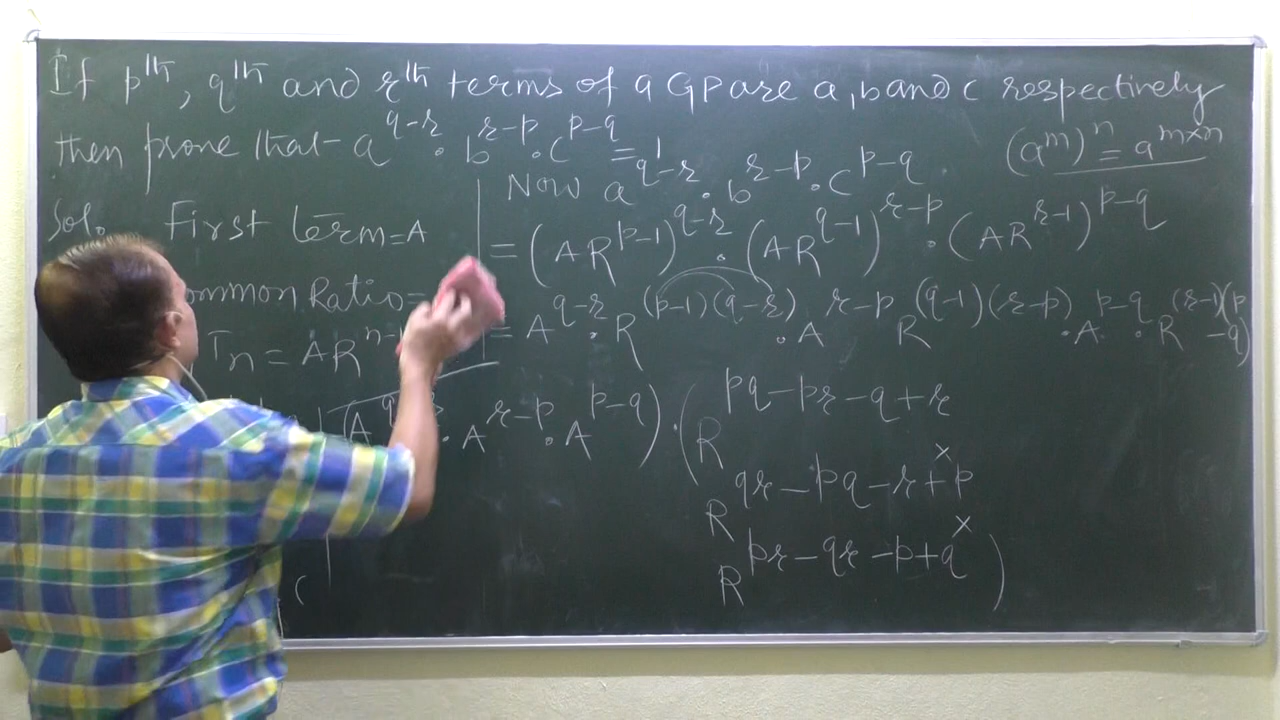 If pᵗʰ, qᵗʰ and rᵗʰ terms of a GP are a, b and c respectively
then prove that- a^(q-r) . b^(r-p) . c^(p-q) = 1
(a^m)^n = a^(m×n)
Sol. First term = A
ommon Ratio =
Tn = AR^(n-
c
Now a^(q-r) . b^(r-p) . c^(p-q)
= (AR^(p-1))^(q-r) . (AR^(q-1))^(r-p) . (AR^(r-1))^(p-q)
= A^(q-r) . R^((p-1)(q-r)) . A^(r-p) R^((q-1)(r-p)) . A^(p-q) . R^((r-1)(p-q))
(A . A^(r-p) . A^(p-q)) . (R^(pq-pr-q+r)
×
R^(qr-pq-r+p)
×
R^(pr-qr-p+q))